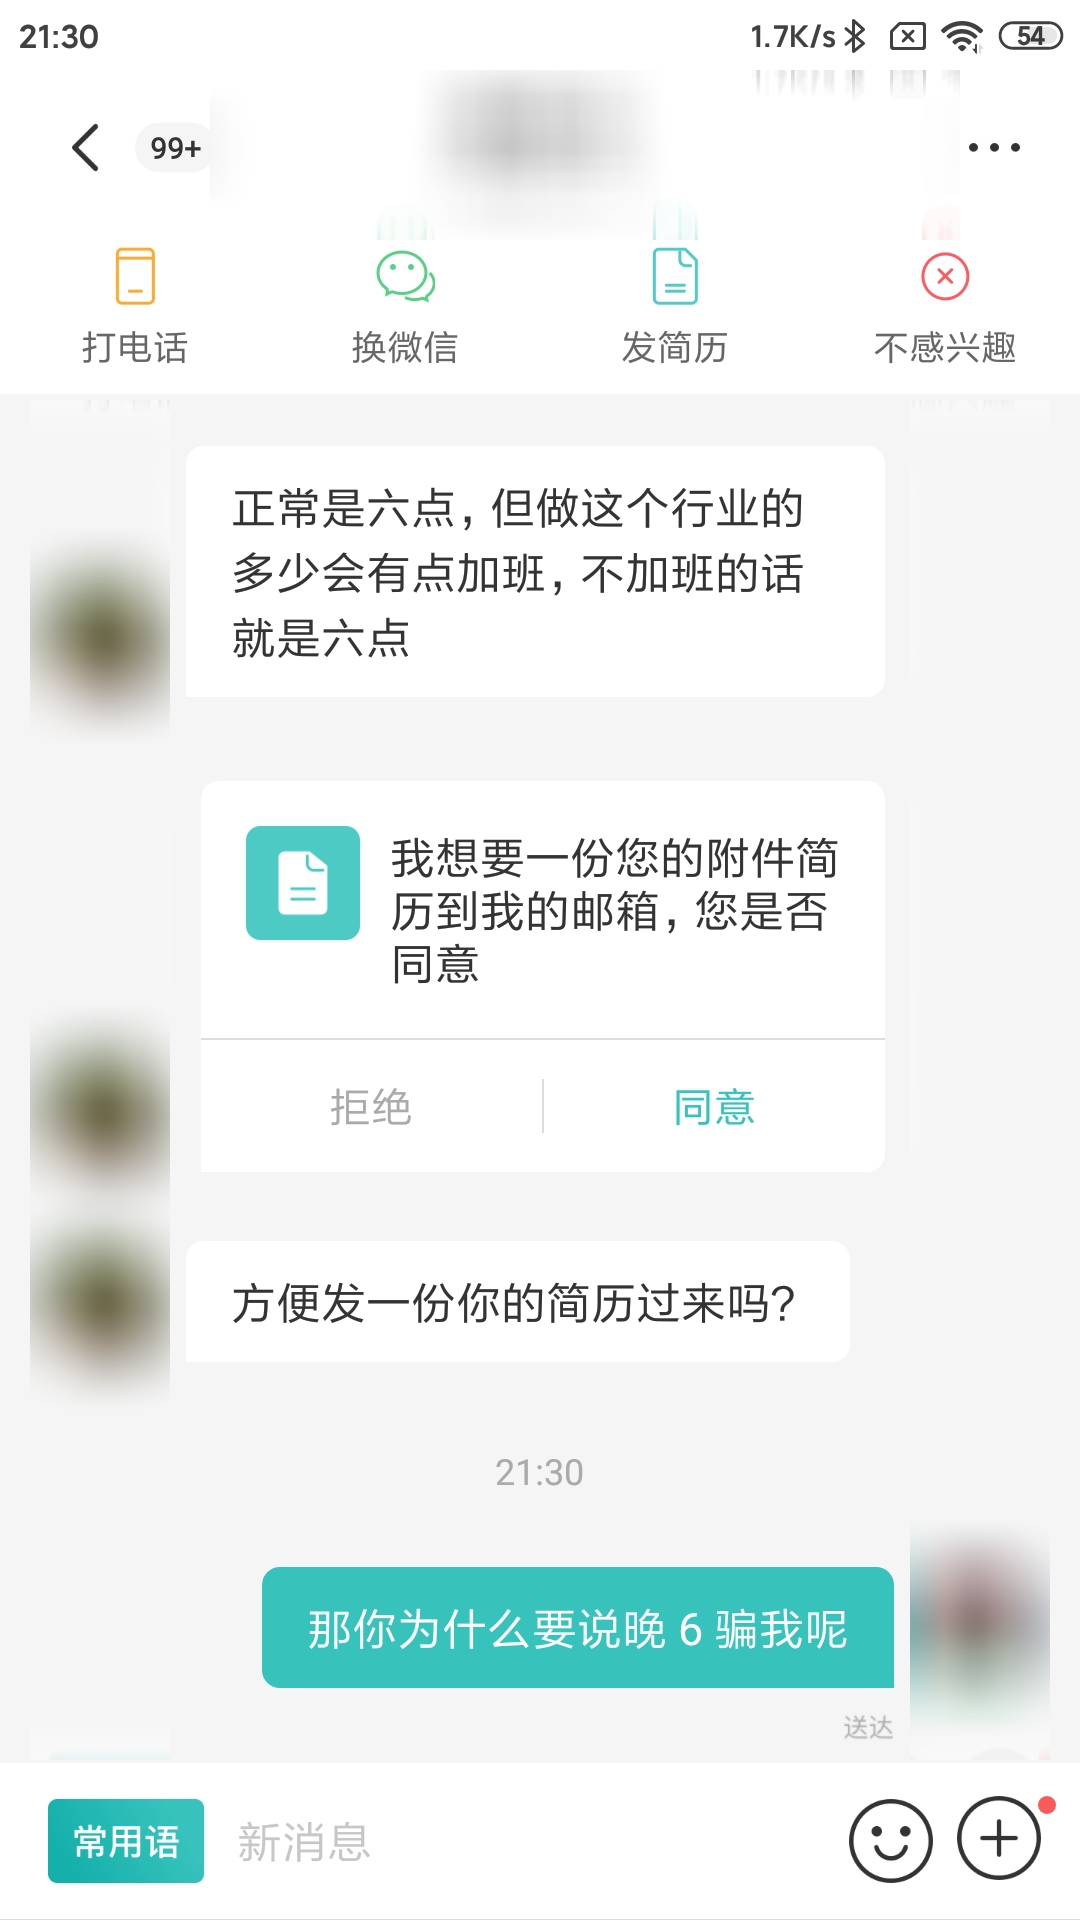 21:30
1.7K/s
54
99+
打电话
换微信
发简历
不感兴趣
正常是六点,但做这个行业的
多少会有点加班,不加班的话
就是六点
我想要一份您的附件简
历到我的邮箱,您是否
同意
拒绝
同意
方便发一份你的简历过来吗?
21:30
那你为什么要说晚 6 骗我呢
送达
常用语
新消息